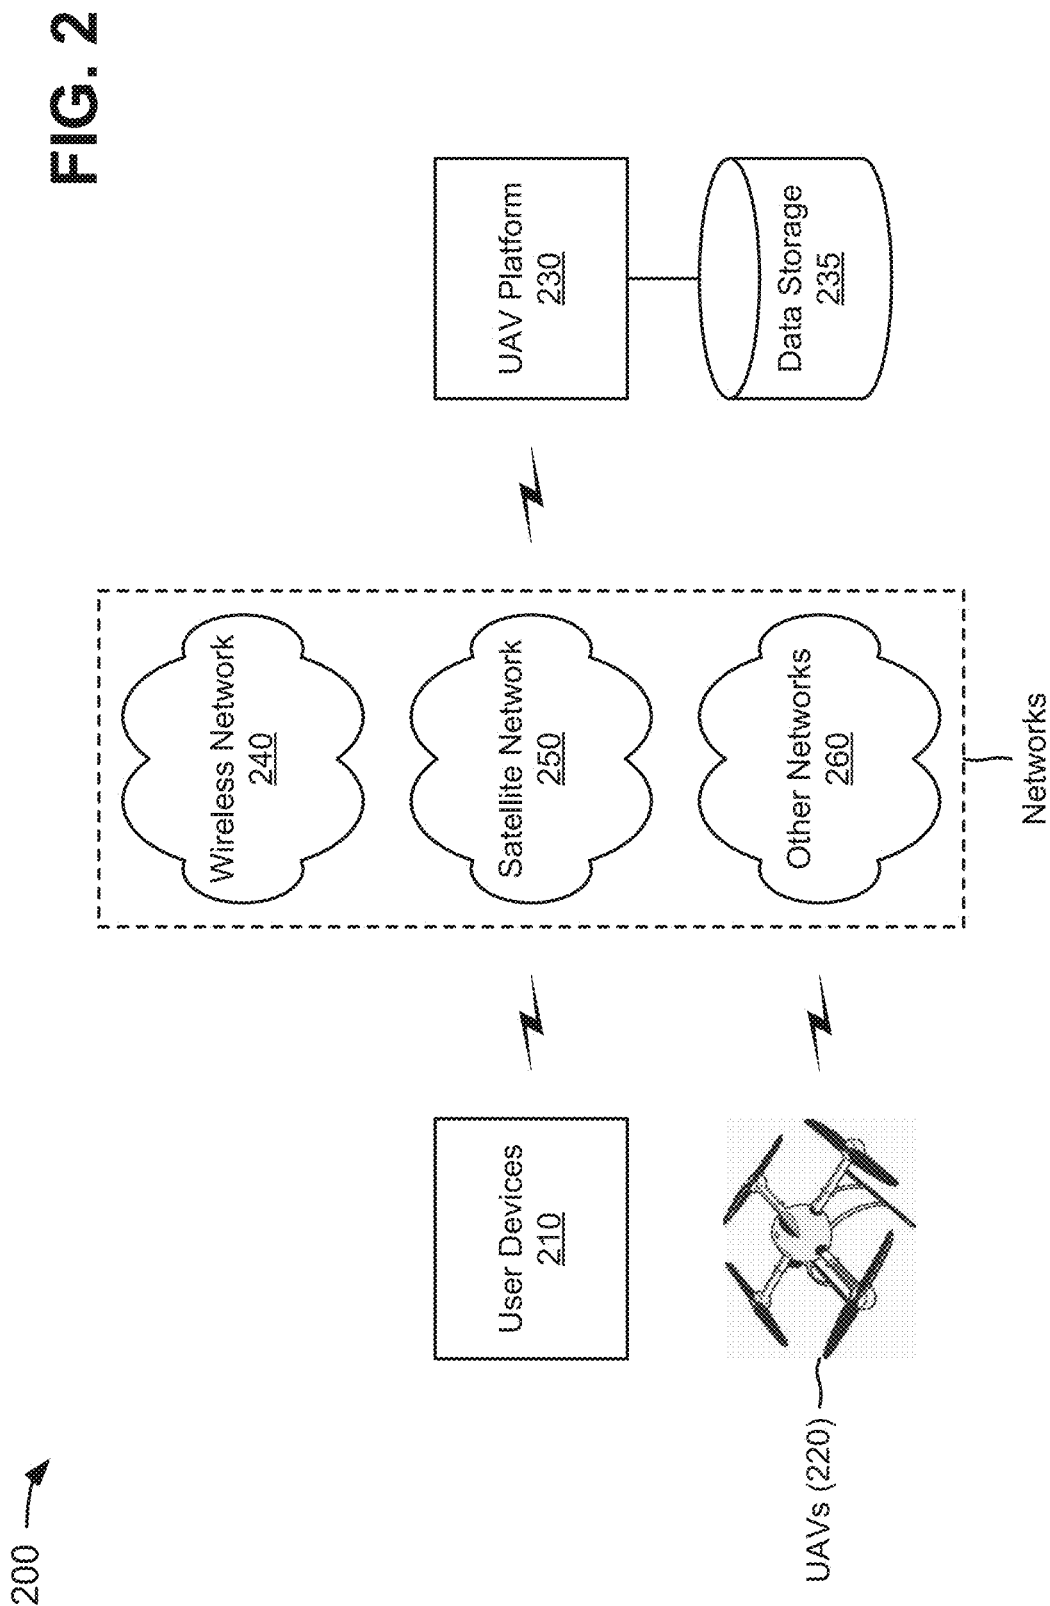 200
FIG. 2
Wireless Network
240
User Devices
210
Satellite Network
250
UAV Platform
230
UAVs (220)
Other Networks
260
Data Storage
235
Networks